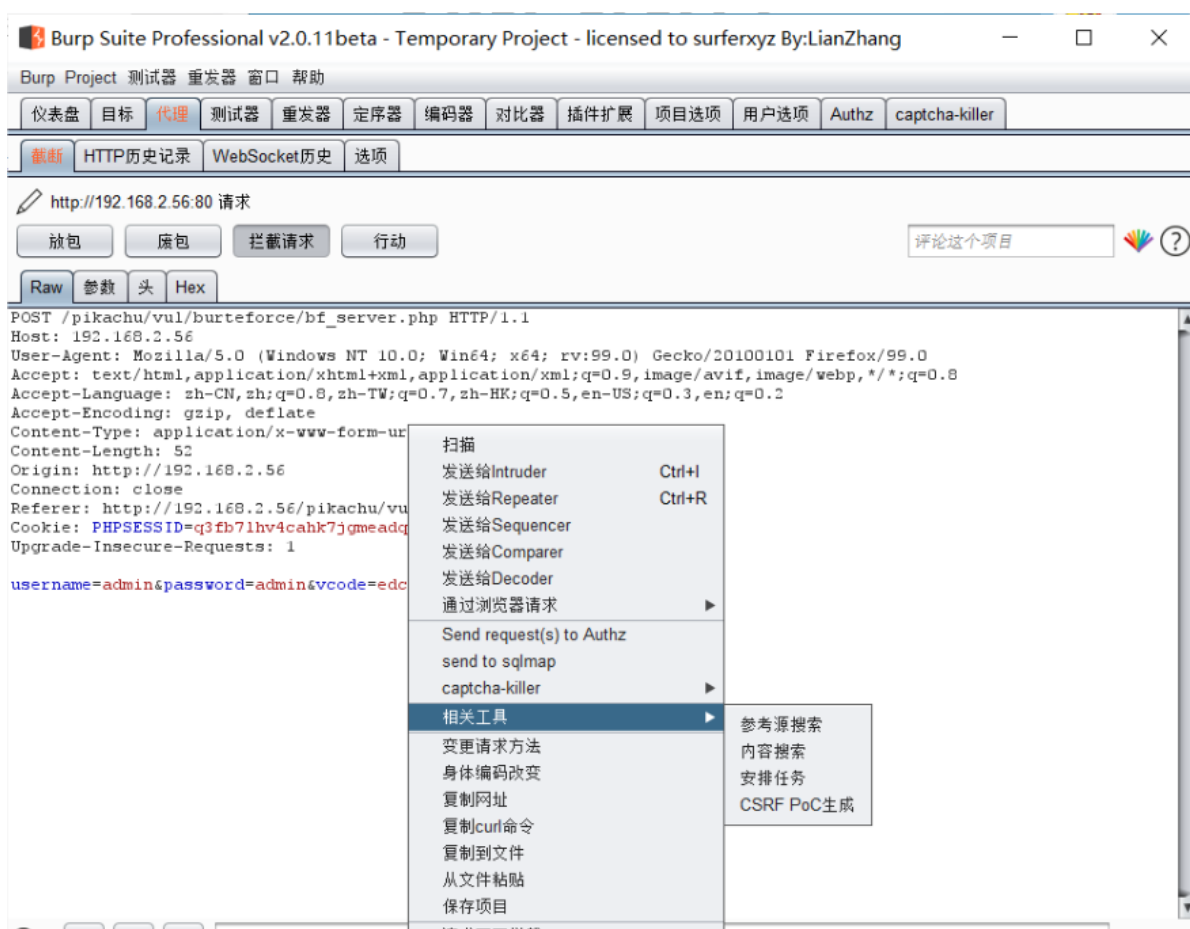 Burp Suite Professional v2.0.11beta - Temporary Project - licensed to surferxyz By:LianZhang
Burp Project 测试器 重发器 窗口 帮助
仪表盘 目标 代理 测试器 重发器 定序器 编码器 对比器 插件扩展 项目选项 用户选项 Authz captcha-killer
截断 HTTP历史记录 WebSocket历史 选项
http://192.168.2.56:80 请求
放包 废包 拦截请求 行动 评论这个项目
Raw 参数 头 Hex
POST /pikachu/vul/burteforce/bf_server.php HTTP/1.1
Host: 192.168.2.56
User-Agent: Mozilla/5.0 (Windows NT 10.0; Win64; x64; rv:99.0) Gecko/20100101 Firefox/99.0
Accept: text/html,application/xhtml+xml,application/xml;q=0.9,image/avif,image/webp,*/*;q=0.8
Accept-Language: zh-CN,zh;q=0.8,zh-TW;q=0.7,zh-HK;q=0.5,en-US;q=0.3,en;q=0.2
Accept-Encoding: gzip, deflate
Content-Type: application/x-www-form-ur
Content-Length: 52
Origin: http://192.168.2.56
Connection: close
Referer: http://192.168.2.56/pikachu/vu
Cookie: PHPSESSID=q3fb7lhv4cahk7jgmeadq
Upgrade-Insecure-Requests: 1
username=admin&password=admin&vcode=edc
扫描
发送给Intruder Ctrl+I
发送给Repeater Ctrl+R
发送给Sequencer
发送给Comparer
发送给Decoder
通过浏览器请求
Send request(s) to Authz
send to sqlmap
captcha-killer
相关工具
变更请求方法
身体编码改变
复制网址
复制curl命令
复制到文件
从文件粘贴
保存项目
参考源搜索
内容搜索
安排任务
CSRF PoC生成